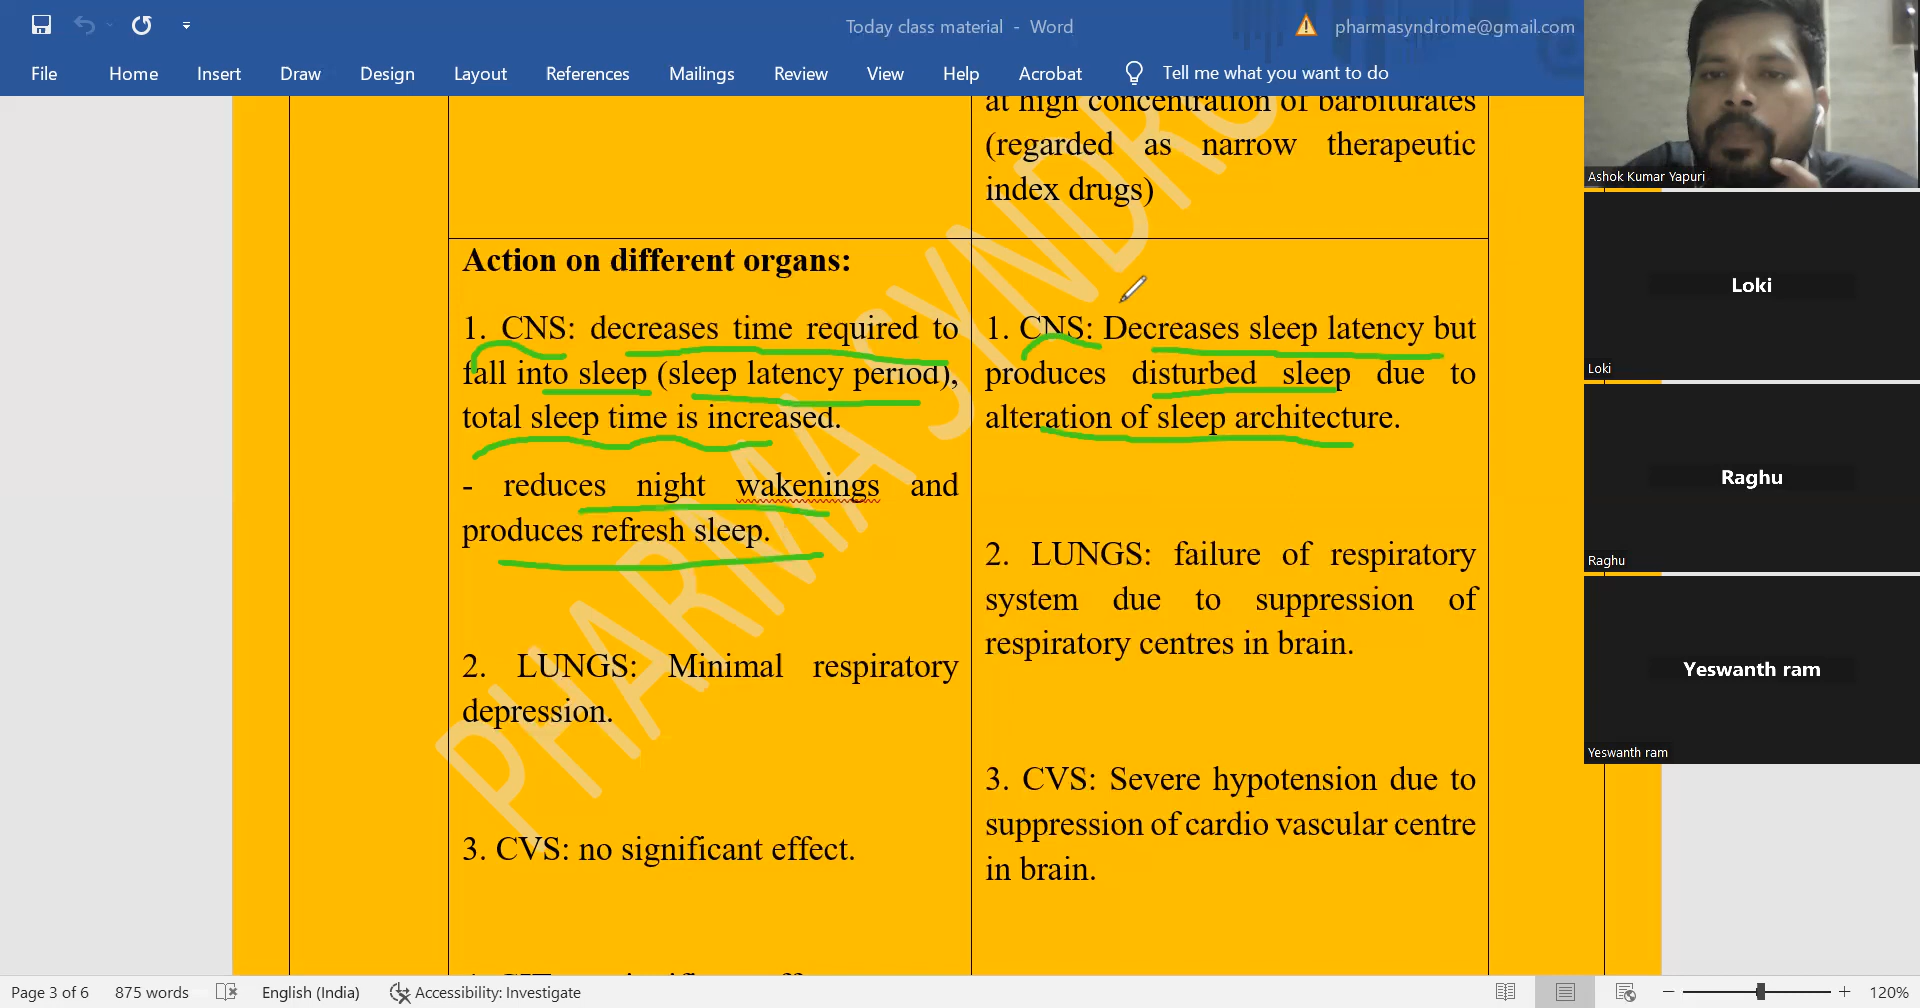 Today class material - Word
pharmasyndrome@gmail.com
File Home Insert Draw Design Layout References Mailings Review View Help Acrobat Tell me what you want to do
at high concentration of barbiturates
(regarded as narrow therapeutic
index drugs)
Action on different organs:
1. CNS: decreases time required to
fall into sleep (sleep latency period),
total sleep time is increased.
- reduces night wakenings and
produces refresh sleep.
2. LUNGS: Minimal respiratory
depression.
3. CVS: no significant effect.
1. CNS: Decreases sleep latency but
produces disturbed sleep due to
alteration of sleep architecture.
2. LUNGS: failure of respiratory
system due to suppression of
respiratory centres in brain.
3. CVS: Severe hypotension due to
suppression of cardio vascular centre
in brain.
PHARMA SYNDRO
Ashok Kumar Yapuri
Loki
Loki
Raghu
Raghu
Yeswanth ram
Yeswanth ram
Page 3 of 6 875 words English (India) Accessibility: Investigate 120%